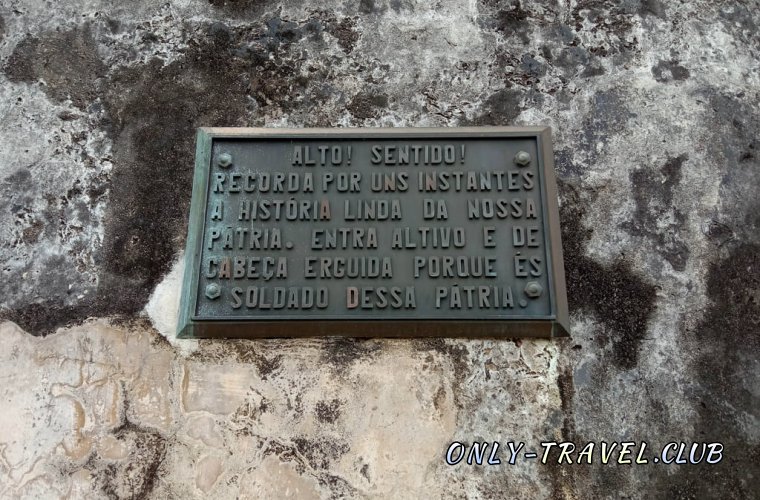 ALTO! SENTIDO!
RECORDA POR UNS INSTANTES
A HISTÓRIA LINDA DA NOSSA
PÁTRIA. ENTRA ALTIVO E DE
CABEÇA ERGUIDA PORQUE ÉS
SOLDADO DESSA PÁTRIA.
ONLY-TRAVEL.CLUB